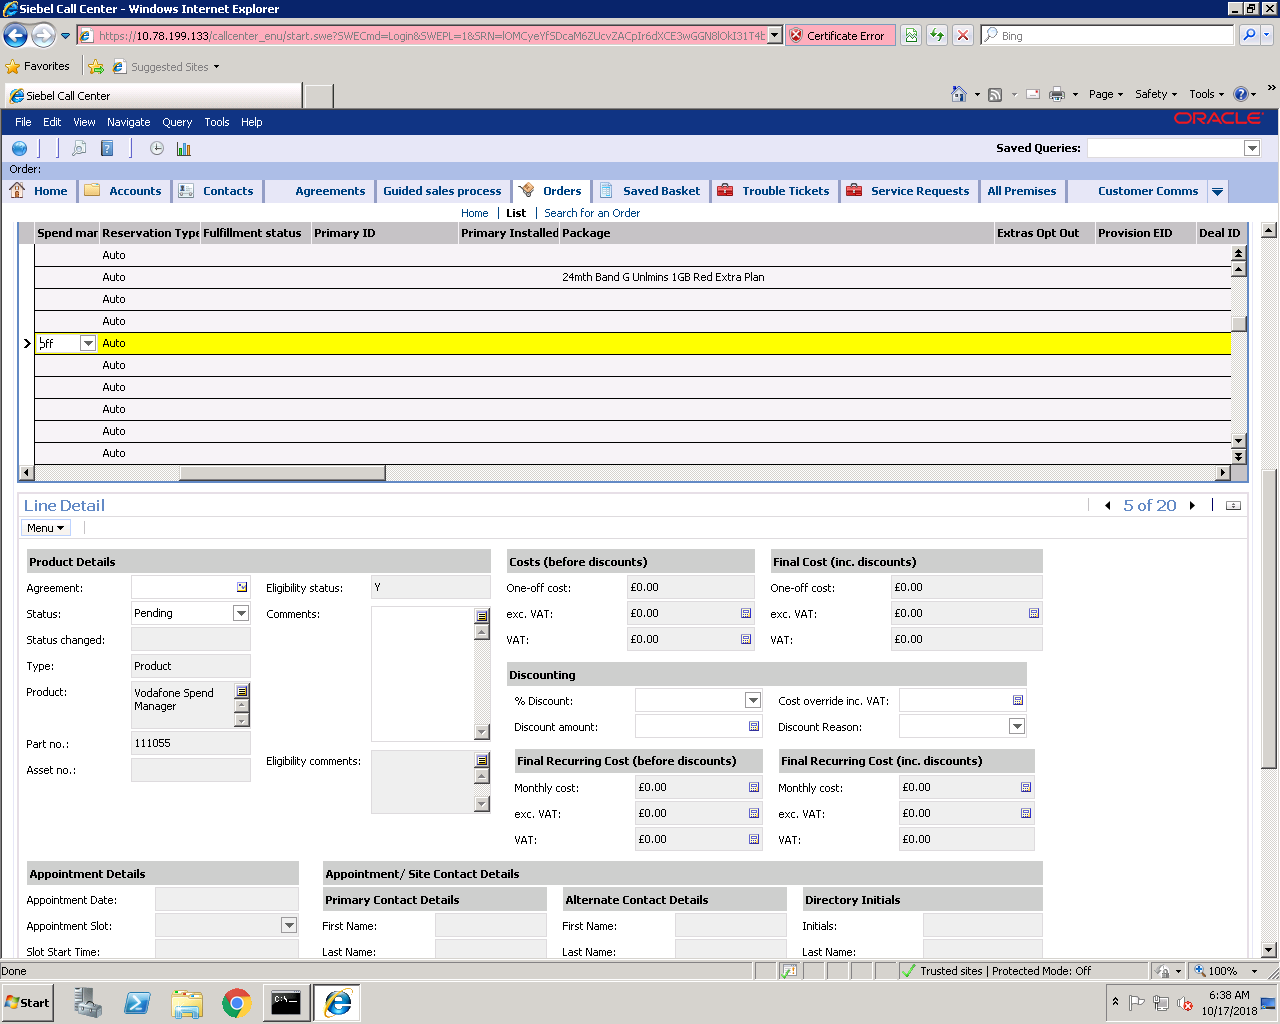 Siebel Call Center - Windows Internet Explorer
https://10.78.199.133/callcenter_enu/start.swe?SWECmd=Login&SWEPL=1&SRN= Certificate Error Bing
Favorites Suggested Sites
Siebel Call Center Page Safety Tools
File Edit View Navigate Query Tools Help ORACLE
Saved Queries:
Order:
Home Accounts Contacts Agreements Guided sales process Orders Saved Basket Trouble Tickets Service Requests All Premises Customer Comms
Home List Search for an Order
Spend mar Reservation Type Fulfillment status Primary ID Primary Installed Package Extras Opt Out Provision EID Deal ID
Auto
Auto 24mth Band G Unlmins 1GB Red Extra Plan
Auto
Auto
Off Auto
Auto
Auto
Auto
Auto
Auto
Line Detail 5 of 20
Menu
Product Details Costs (before discounts) Final Cost (inc. discounts)
Agreement: Eligibility status: Y One-off cost: £0.00 One-off cost: £0.00
Status: Pending Comments: exc. VAT: £0.00 exc. VAT: £0.00
Status changed: VAT: £0.00 VAT: £0.00
Type: Product
Discounting
Product: Vodafone Spend Manager % Discount: Cost override inc. VAT:
Discount amount: Discount Reason:
Part no.: 111055
Asset no.: Eligibility comments: Final Recurring Cost (before discounts) Final Recurring Cost (inc. discounts)
Monthly cost: £0.00 Monthly cost: £0.00
exc. VAT: £0.00 exc. VAT: £0.00
VAT: £0.00 VAT: £0.00
Appointment Details Appointment/ Site Contact Details
Appointment Date: Primary Contact Details Alternate Contact Details Directory Initials
Appointment Slot: First Name: First Name: Initials:
Slot Start Time: Last Name: Last Name: Last Name:
Done Trusted sites | Protected Mode: Off 100%
Start 6:38 AM
10/17/2018